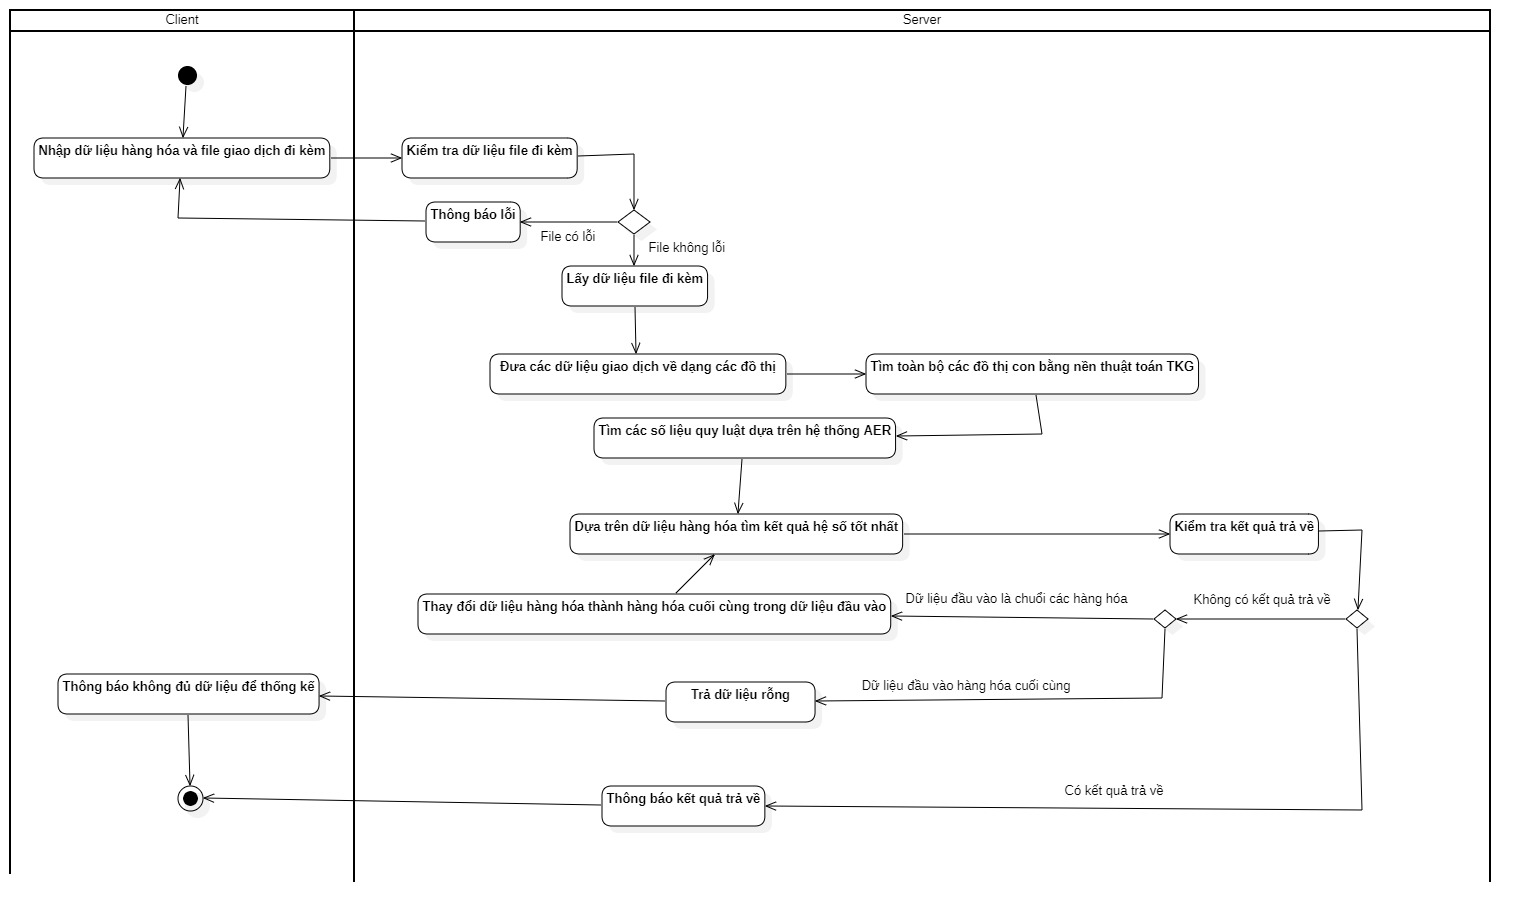 Client
Server
Nhập dữ liệu hàng hóa và file giao dịch đi kèm
Kiểm tra dữ liệu file đi kèm
Thông báo lỗi
File có lỗi
File không lỗi
Lấy dữ liệu file đi kèm
Đưa các dữ liệu giao dịch về dạng các đồ thị
Tìm toàn bộ các đồ thị con bằng nền thuật toán TKG
Tìm các số liệu quy luật dựa trên hệ thống AER
Dựa trên dữ liệu hàng hóa tìm kết quả hệ số tốt nhất
Kiểm tra kết quả trả về
Thay đổi dữ liệu hàng hóa thành hàng hóa cuối cùng trong dữ liệu đầu vào
Dữ liệu đầu vào là chuổi các hàng hóa
Không có kết quả trả về
Thông báo không đủ dữ liệu để thống kế
Trả dữ liệu rỗng
Dữ liệu đầu vào hàng hóa cuối cùng
Thông báo kết quả trả về
Có kết quả trả về